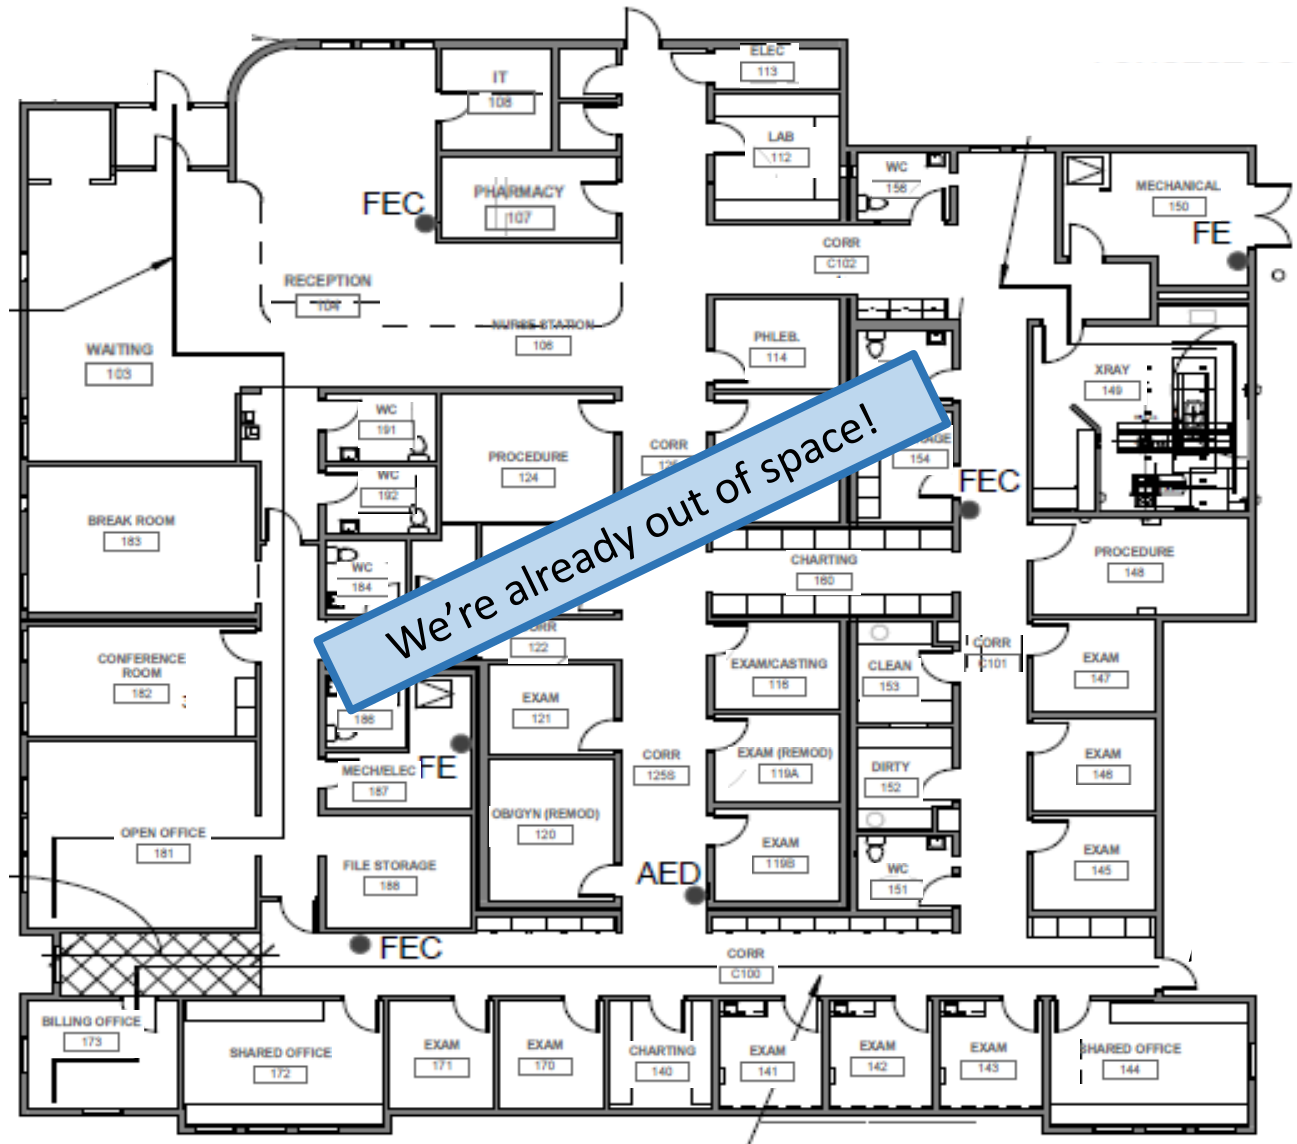 ELEC
113
IT
108
LAB
112
WC
156
MECHANICAL
150
PHARMACY
107
FEC
FE
CORR
C102
RECEPTION
104
NURSE STATION
106
WAITING
103
PHLEB.
114
XRAY
149
WC
191
PROCEDURE
124
CORR
154
WC
192
FEC
BREAK ROOM
183
We're already out of space!
CHARTING
160
PROCEDURE
148
WC
184
122
CONFERENCE
ROOM
182
EXAM/CASTING
116
CLEAN
153
CORR
C101
EXAM
147
EXAM
121
186
FE
CORR
125S
EXAM (REMOD)
119A
DIRTY
152
EXAM
146
MECH/ELEC
187
OB/GYN (REMOD)
120
OPEN OFFICE
181
EXAM
119B
EXAM
145
FILE STORAGE
188
AED
WC
151
FEC
CORR
C100
BILLING OFFICE
173
SHARED OFFICE
172
EXAM
171
EXAM
170
CHARTING
140
EXAM
141
EXAM
142
EXAM
143
SHARED OFFICE
144